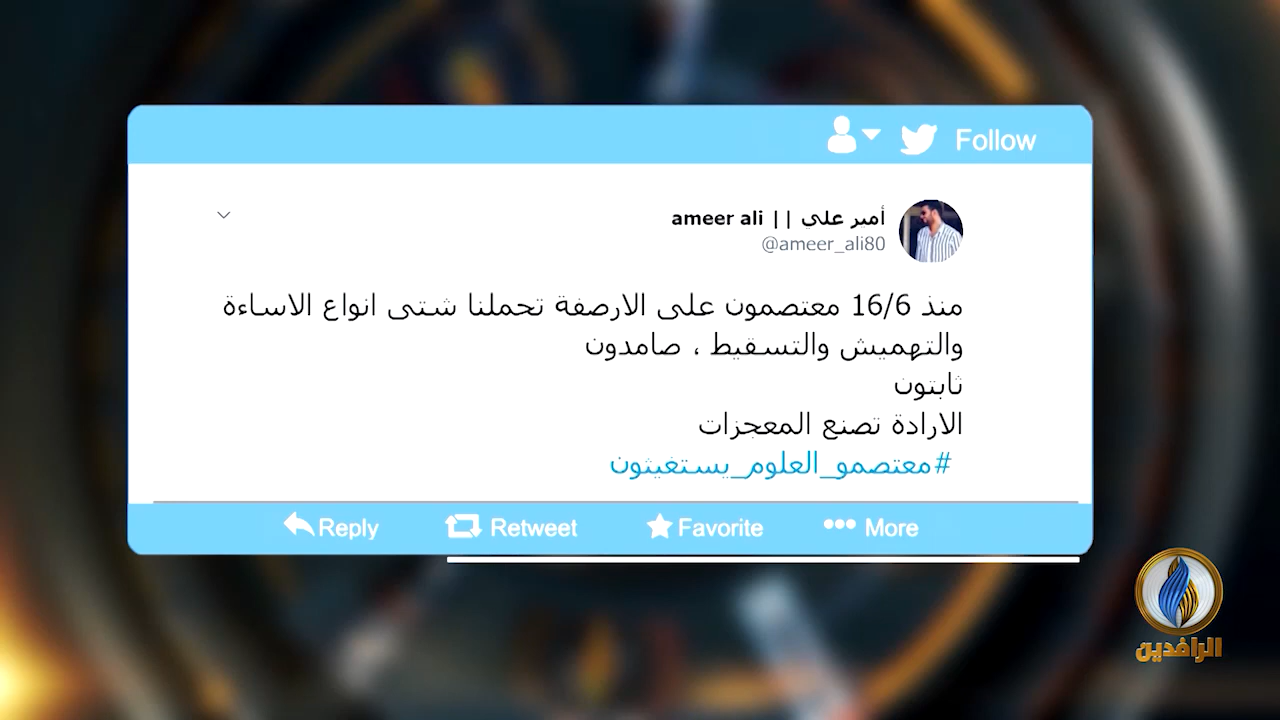 Follow
أمير علي || ameer ali
@ameer_ali80
منذ 16/6 معتصمون على الارصفة تحملنا شتى انواع الاساءة
والتهميش والتسقيط ، صامدون
ثابتون
الارادة تصنع المعجزات
#معتصمو_العلوم_يستغيثون
Reply Retweet Favorite More
الرافدين